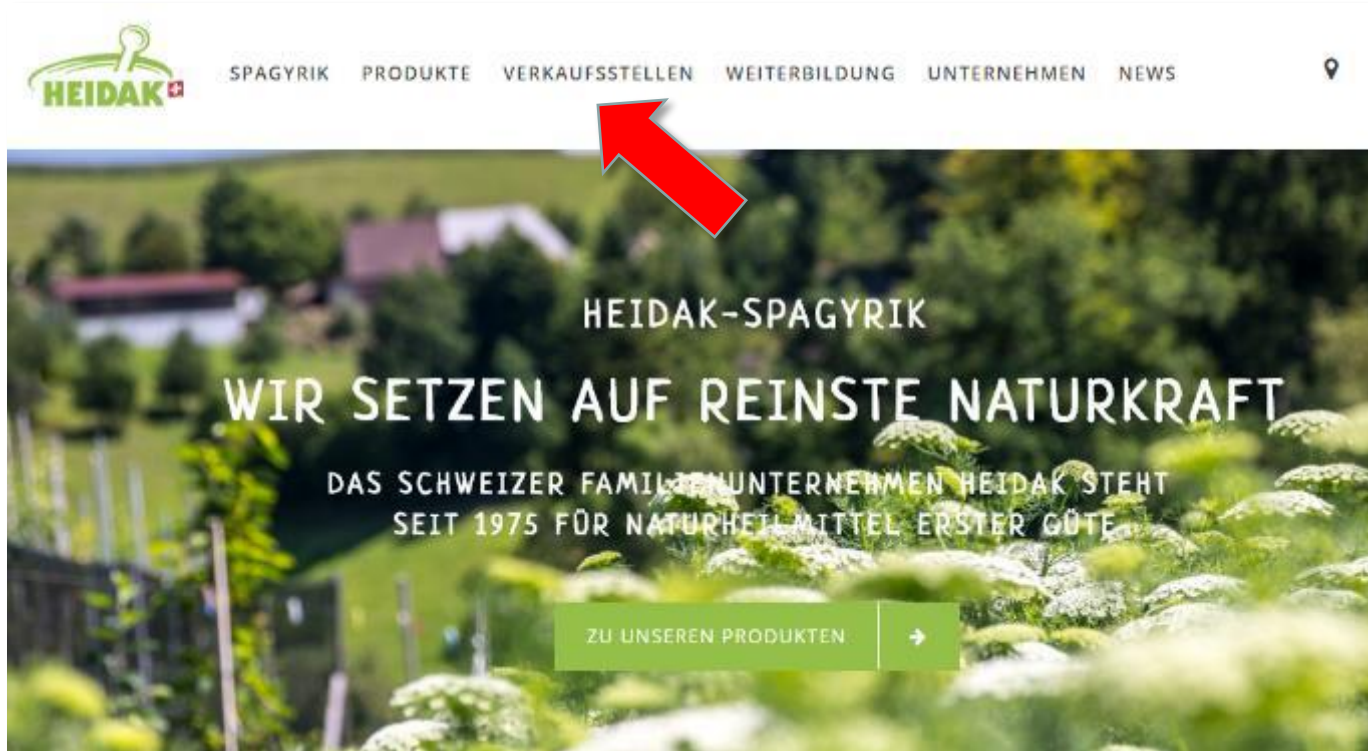 HEIDAK
SPAGYRIK PRODUKTE VERKAUFSSTELLEN WEITERBILDUNG UNTERNEHMEN NEWS
HEIDAK-SPAGYRIK
WIR SETZEN AUF REINSTE NATURKRAFT
DAS SCHWEIZER FAMILIENUNTERNEHMEN HEIDAK STEHT
SEIT 1975 FÜR NATURHEILMITTEL ERSTER GÜTE
ZU UNSEREN PRODUKTEN